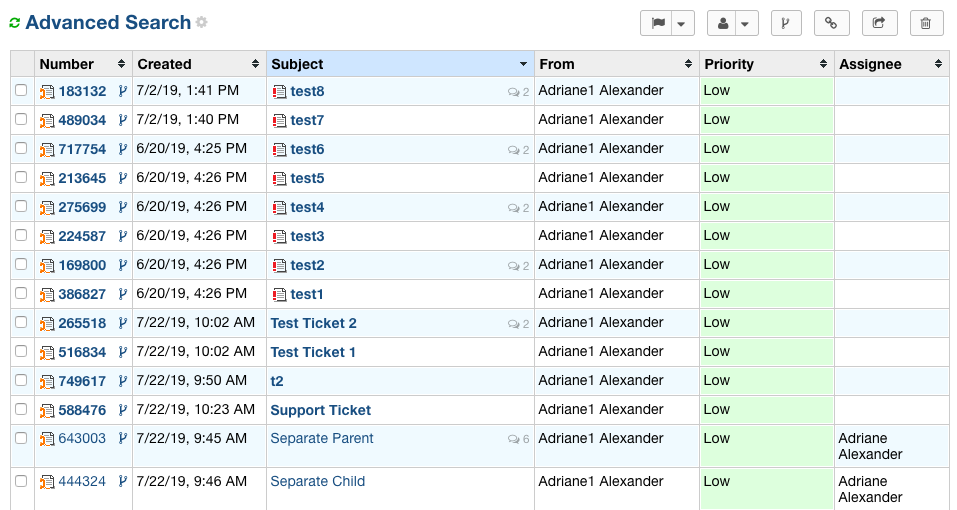 Advanced Search
Number Created Subject From Priority Assignee
183132 7/2/19, 1:41 PM test8 2 Adriane1 Alexander Low
489034 7/2/19, 1:40 PM test7 Adriane1 Alexander Low
717754 6/20/19, 4:25 PM test6 2 Adriane1 Alexander Low
213645 6/20/19, 4:26 PM test5 Adriane1 Alexander Low
275699 6/20/19, 4:26 PM test4 2 Adriane1 Alexander Low
224587 6/20/19, 4:26 PM test3 Adriane1 Alexander Low
169800 6/20/19, 4:26 PM test2 2 Adriane1 Alexander Low
386827 6/20/19, 4:26 PM test1 Adriane1 Alexander Low
265518 7/22/19, 10:02 AM Test Ticket 2 2 Adriane1 Alexander Low
516834 7/22/19, 10:02 AM Test Ticket 1 Adriane1 Alexander Low
749617 7/22/19, 9:50 AM t2 Adriane1 Alexander Low
588476 7/22/19, 10:23 AM Support Ticket Adriane1 Alexander Low
643003 7/22/19, 9:45 AM Separate Parent 6 Adriane1 Alexander Low Adriane
Alexander
444324 7/22/19, 9:46 AM Separate Child Adriane1 Alexander Low Adriane
Alexander